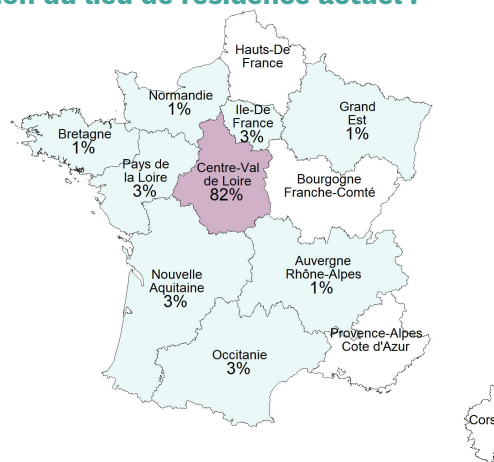 du lieu de résidence actuel :
Hauts-De
France
Normandie
1%
Ile-De
France
3%
Grand
Est
1%
Bretagne
1%
Pays de
la Loire
3%
Centre-Val
de Loire
82%
Bourgogne
Franche-Comté
Nouvelle
Aquitaine
3%
Auvergne
Rhône-Alpes
1%
Provence-Alpes
Cote d'Azur
Occitanie
3%
Cors